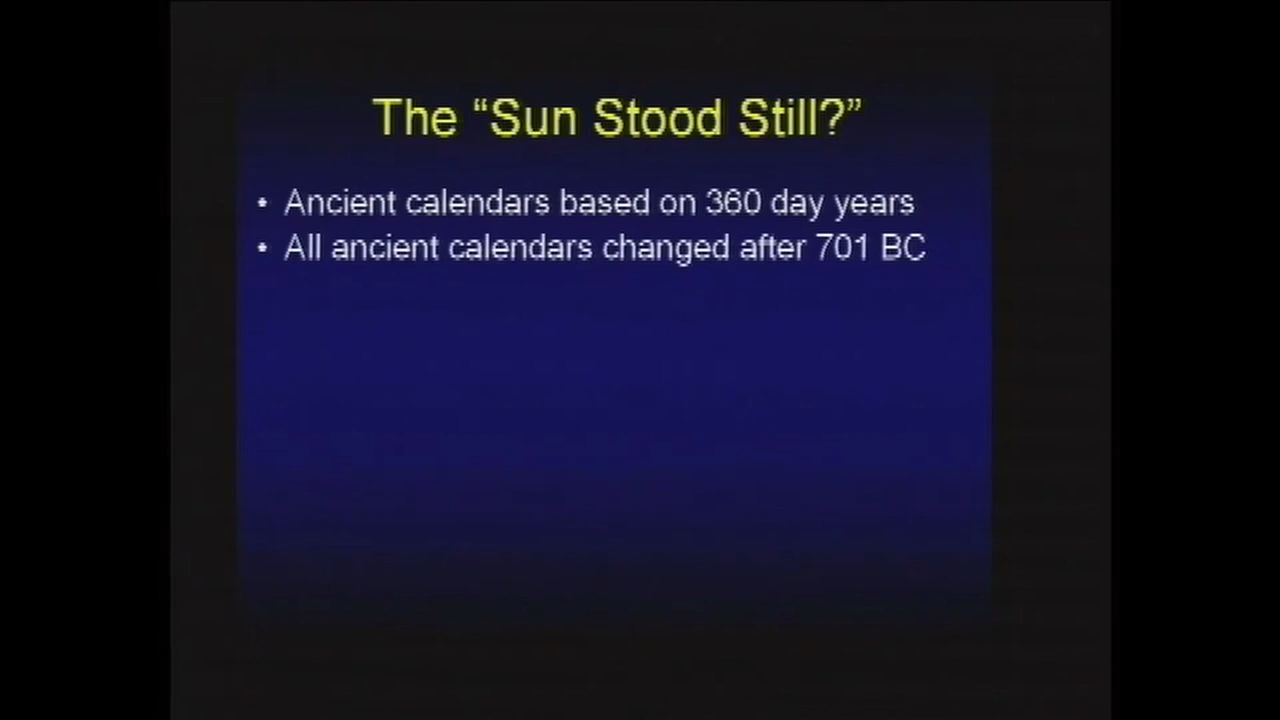 The “Sun Stood Still?”
• Ancient calendars based on 360 day years
• All ancient calendars changed after 701 BC